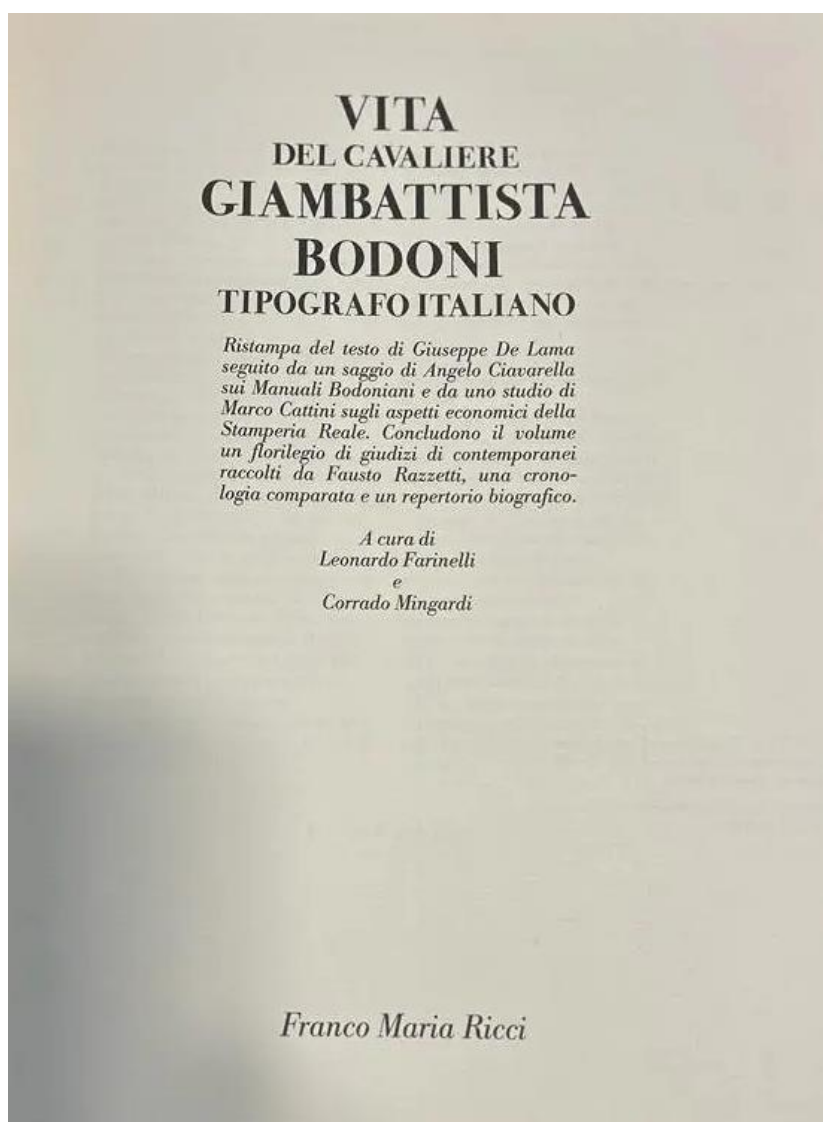 VITA
DEL CAVALIERE
GIAMBATTISTA
BODONI
TIPOGRAFO ITALIANO
Ristampa del testo di Giuseppe De Lama
seguito da un saggio di Angelo Ciavarella
sui Manuali Bodoniani e da uno studio di
Marco Cattini sugli aspetti economici della
Stamperia Reale. Concludono il volume
un florilegio di giudizi di contemporanei
raccolti da Fausto Razzetti, una crono-
logia comparata e un repertorio biografico.
A cura di
Leonardo Farinelli
e
Corrado Mingardi
Franco Maria Ricci